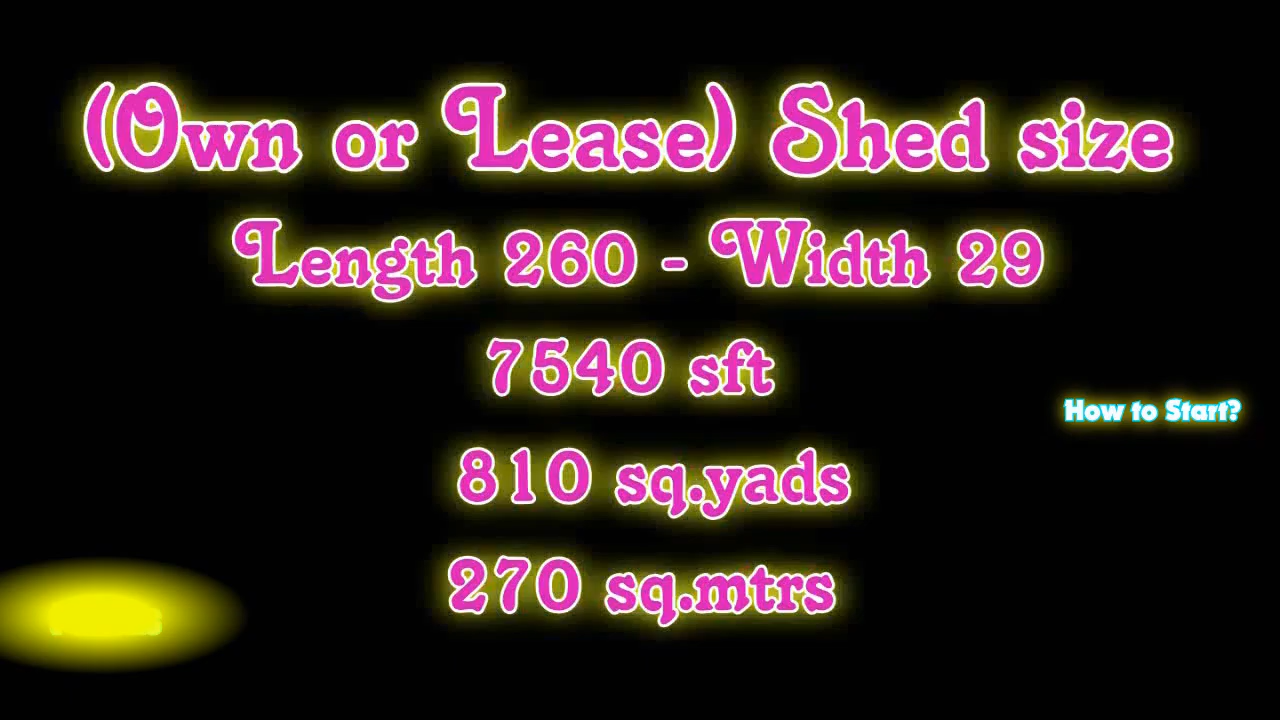 (Own or Lease) Shed size
Length 260 - Width 29
7540 sft
How to Start?
810 sq.yads
270 sq.mtrs